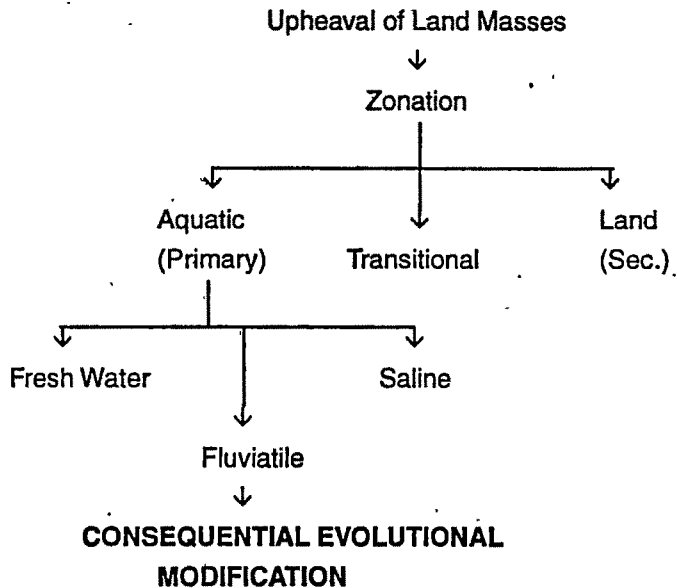 Upheaval of Land Masses
Zonation
Aquatic
(Primary)
Transitional
Land
(Sec.)
Fresh Water
Saline
Fluviatile
CONSEQUENTIAL EVOLUTIONAL
MODIFICATION